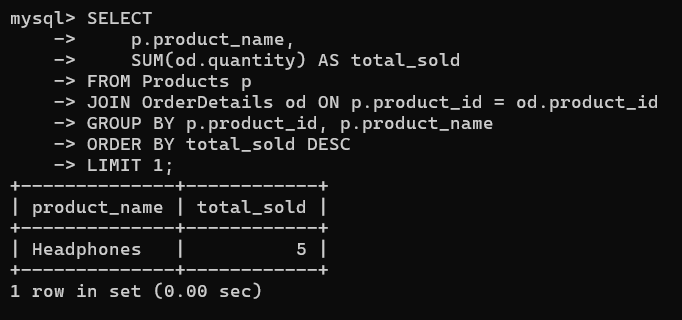 mysql> SELECT
    ->     p.product_name,
    ->     SUM(od.quantity) AS total_sold
    -> FROM Products p
    -> JOIN OrderDetails od ON p.product_id = od.product_id
    -> GROUP BY p.product_id, p.product_name
    -> ORDER BY total_sold DESC
    -> LIMIT 1;
+--------------+------------+
| product_name | total_sold |
+--------------+------------+
| Headphones   |          5 |
+--------------+------------+
1 row in set (0.00 sec)